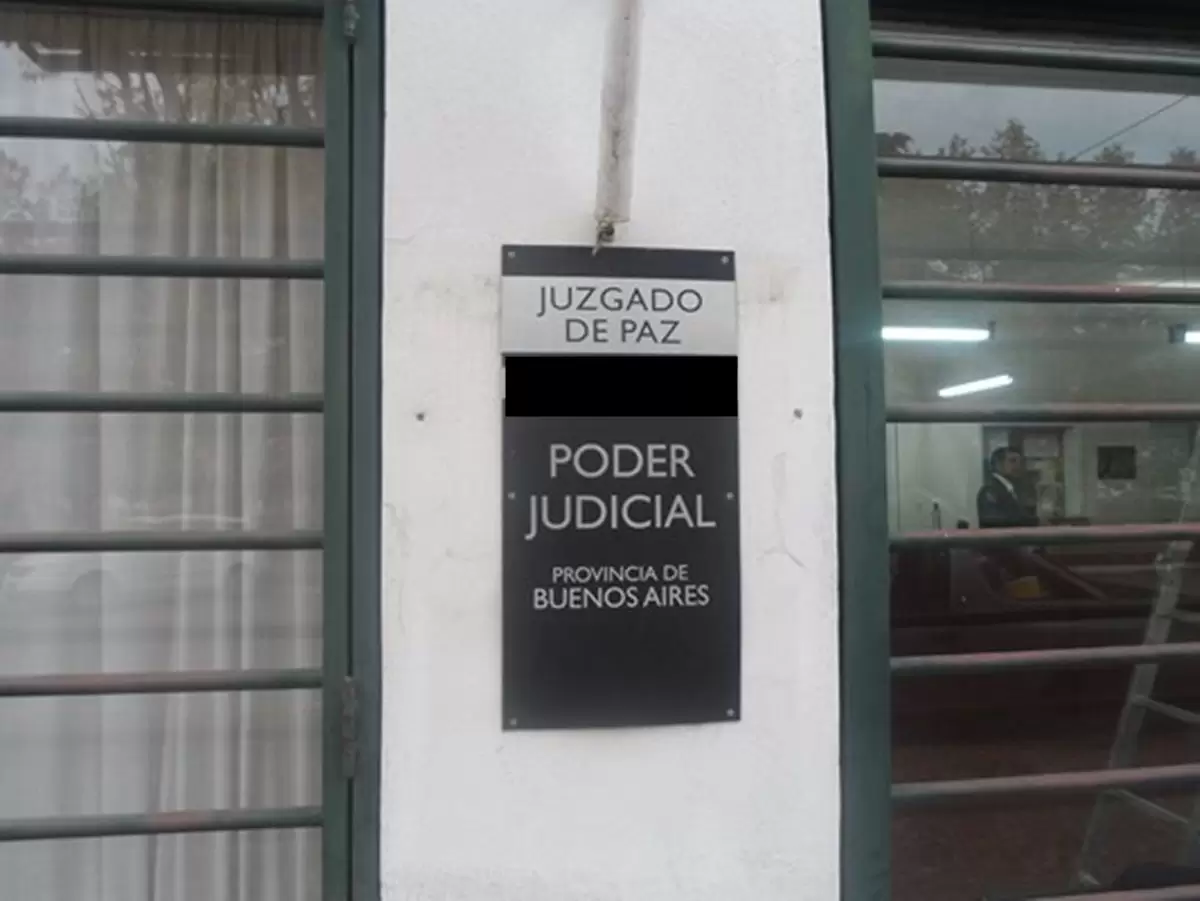 JUZGADO
DE PAZ
PODER
JUDICIAL
PROVINCIA DE
BUENOS AIRES